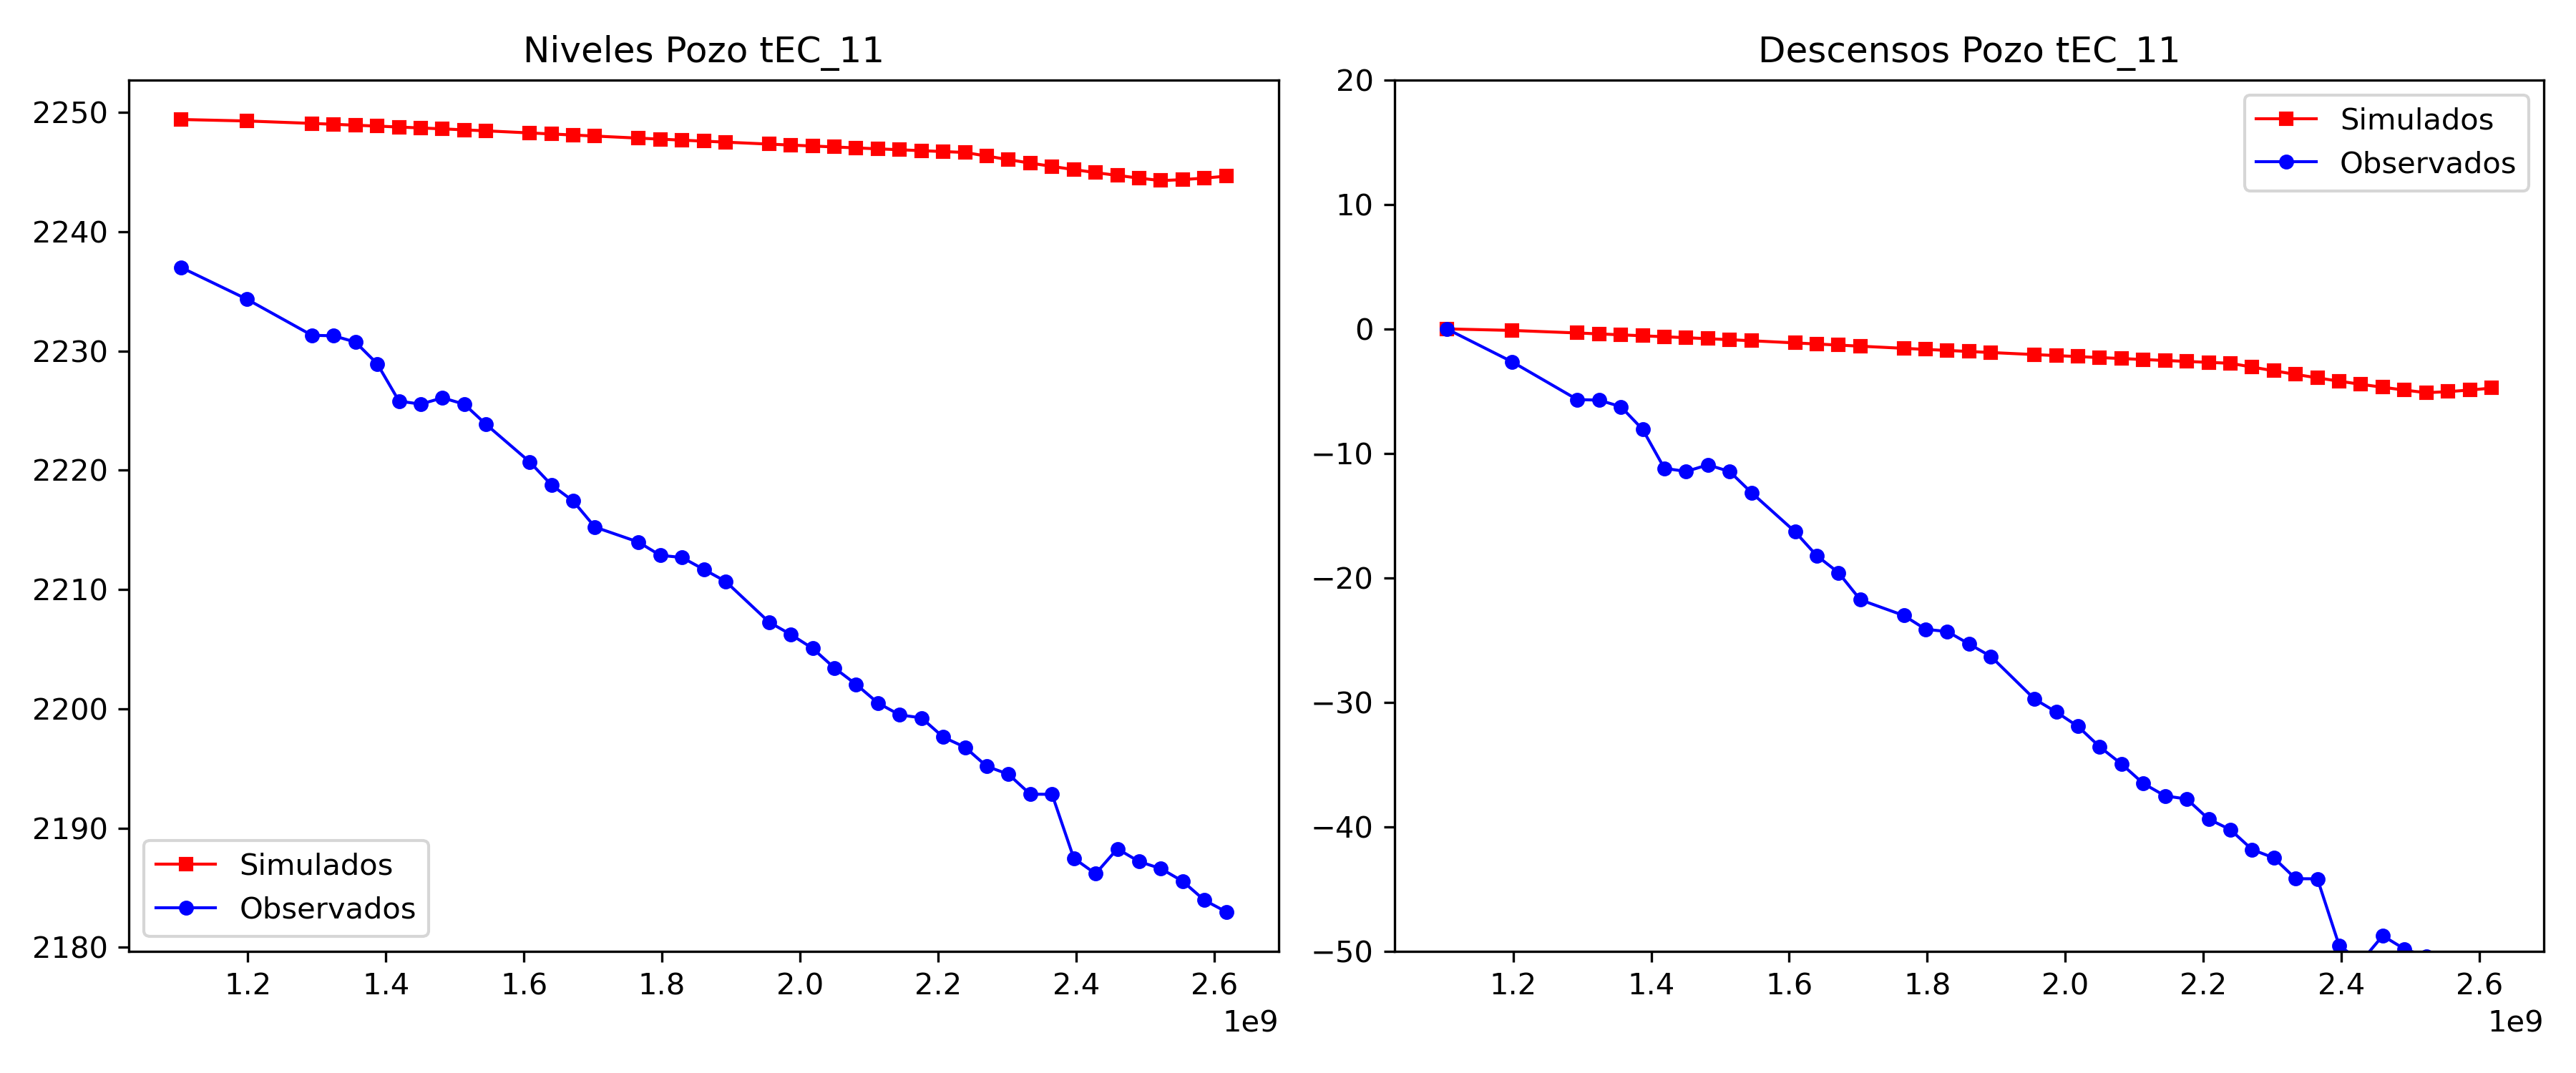 Niveles Pozo tEC_11
2250
2240
2230
2220
2210
2200
2190
2180
Simulados
Observados
1.2 1.4 1.6 1.8 2.0 2.2 2.4 2.6
1e9
Descensos Pozo tEC_11
20
10
0
−10
−20
−30
−40
−50
Simulados
Observados
1.2 1.4 1.6 1.8 2.0 2.2 2.4 2.6
1e9